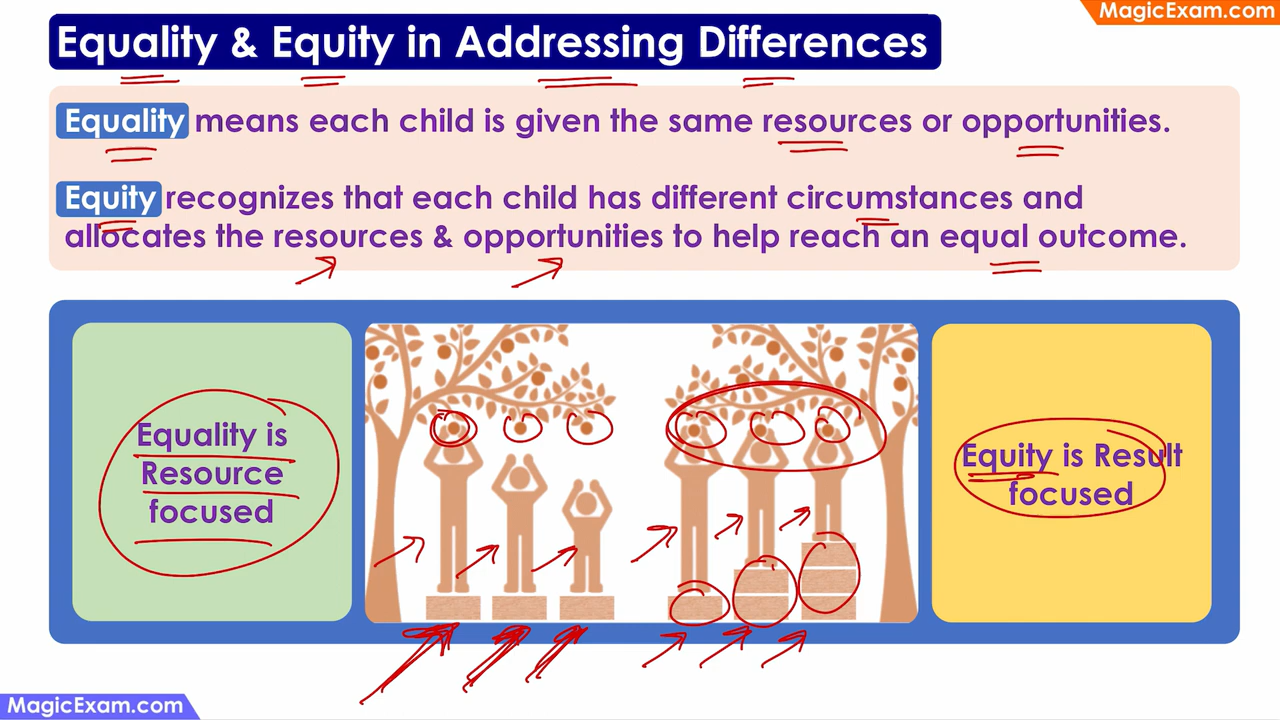 MagicExam.com
Equality & Equity in Addressing Differences
Equality means each child is given the same resources or opportunities.
Equity recognizes that each child has different circumstances and
allocates the resources & opportunities to help reach an equal outcome.
Equality is
Resource
focused
Equity is Result
focused
MagicExam.com